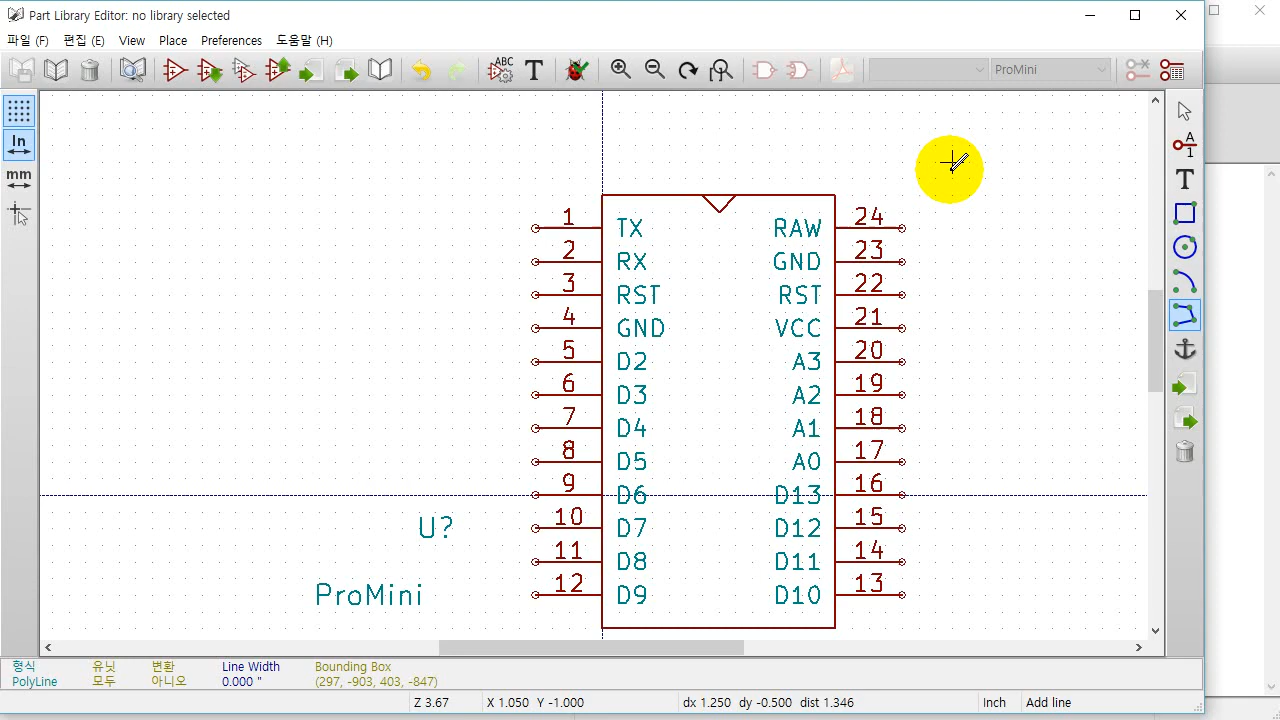 Part Library Editor: no library selected
파일 (F) 편집 (E) View Place Preferences 도움말 (H)
ABC T ProMini
In
mm
A
1
T
1 TX RAW 24
2 RX GND 23
3 RST RST 22
4 GND VCC 21
5 D2 A3 20
6 D3 A2 19
7 D4 A1 18
8 D5 A0 17
9 D6 D13 16
U? 10 D7 D12 15
11 D8 D11 14
ProMini 12 D9 D10 13
형식 유닛 변환 Line Width Bounding Box
PolyLine 모두 아니오 0.000 " (297, -903, 403, -847)
Z 3.67 X 1.050 Y -1.000 dx 1.250 dy -0.500 dist 1.346 Inch Add line